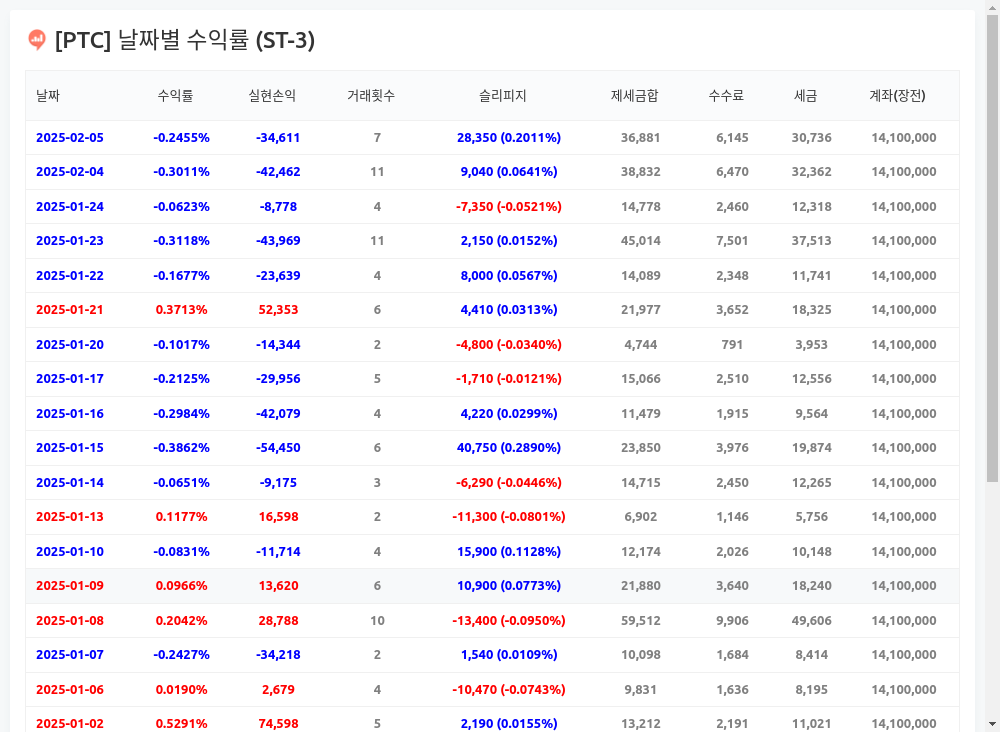 [PTC] 날짜별 수익률 (ST-3)
날짜 수익률 실현손익 거래횟수 슬리피지 제세금합 수수료 세금 계좌(장전)
2025-02-05 -0.2455% -34,611 7 28,350 (0.2011%) 36,881 6,145 30,736 14,100,000
2025-02-04 -0.3011% -42,462 11 9,040 (0.0641%) 38,832 6,470 32,362 14,100,000
2025-01-24 -0.0623% -8,778 4 -7,350 (-0.0521%) 14,778 2,460 12,318 14,100,000
2025-01-23 -0.3118% -43,969 11 2,150 (0.0152%) 45,014 7,501 37,513 14,100,000
2025-01-22 -0.1677% -23,639 4 8,000 (0.0567%) 14,089 2,348 11,741 14,100,000
2025-01-21 0.3713% 52,353 6 4,410 (0.0313%) 21,977 3,652 18,325 14,100,000
2025-01-20 -0.1017% -14,344 2 -4,800 (-0.0340%) 4,744 791 3,953 14,100,000
2025-01-17 -0.2125% -29,956 5 -1,710 (-0.0121%) 15,066 2,510 12,556 14,100,000
2025-01-16 -0.2984% -42,079 4 4,220 (0.0299%) 11,479 1,915 9,564 14,100,000
2025-01-15 -0.3862% -54,450 6 40,750 (0.2890%) 23,850 3,976 19,874 14,100,000
2025-01-14 -0.0651% -9,175 3 -6,290 (-0.0446%) 14,715 2,450 12,265 14,100,000
2025-01-13 0.1177% 16,598 2 -11,300 (-0.0801%) 6,902 1,146 5,756 14,100,000
2025-01-10 -0.0831% -11,714 4 15,900 (0.1128%) 12,174 2,026 10,148 14,100,000
2025-01-09 0.0966% 13,620 6 10,900 (0.0773%) 21,880 3,640 18,240 14,100,000
2025-01-08 0.2042% 28,788 10 -13,400 (-0.0950%) 59,512 9,906 49,606 14,100,000
2025-01-07 -0.2427% -34,218 2 1,540 (0.0109%) 10,098 1,684 8,414 14,100,000
2025-01-06 0.0190% 2,679 4 -10,470 (-0.0743%) 9,831 1,636 8,195 14,100,000
2025-01-02 0.5291% 74,598 5 2,190 (0.0155%) 13,212 2,191 11,021 14,100,000